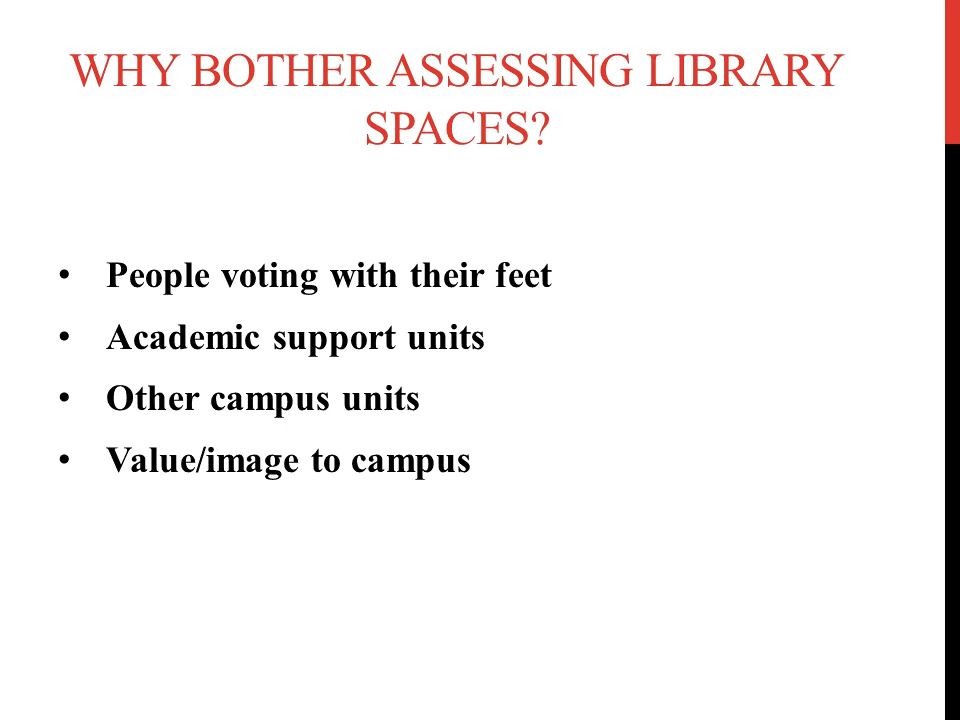 WHY BOTHER ASSESSING LIBRARY
SPACES?
• People voting with their feet
• Academic support units
• Other campus units
• Value/image to campus